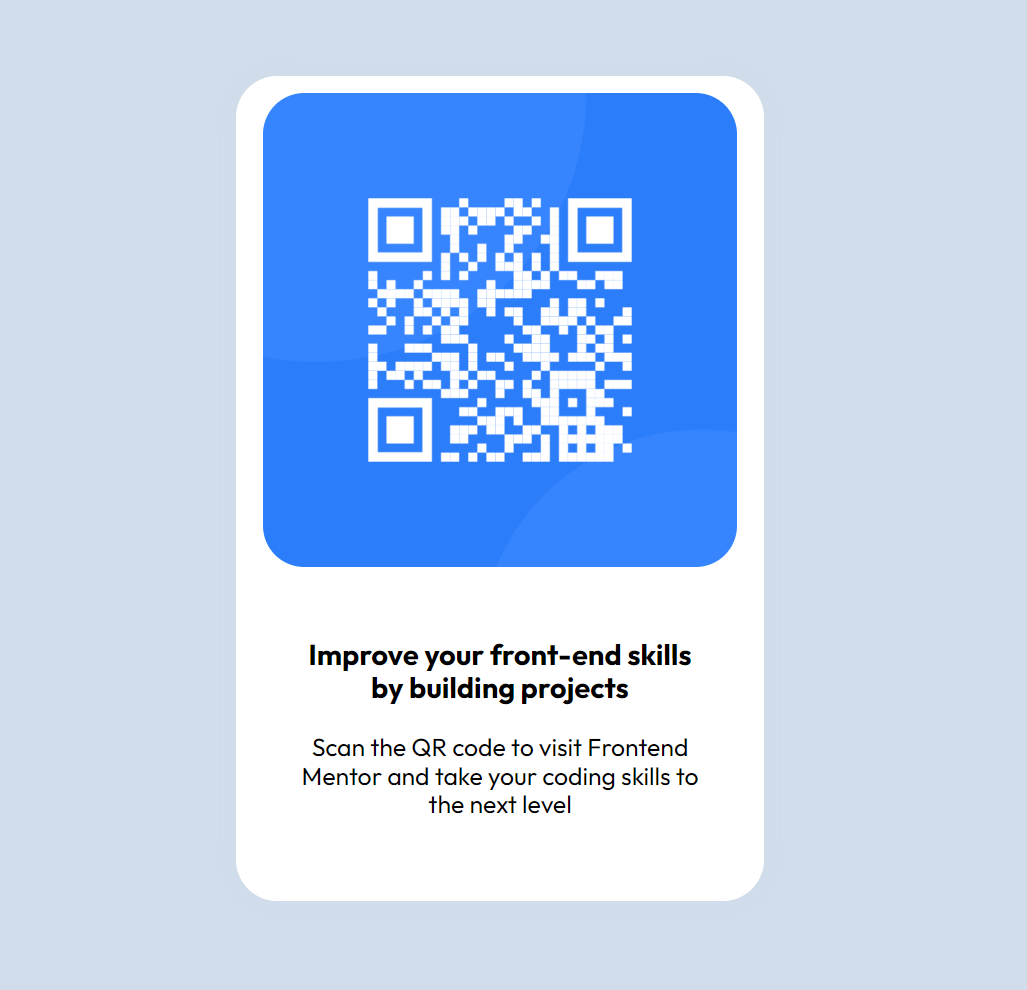 Improve your front-end skills
by building projects
Scan the QR code to visit Frontend
Mentor and take your coding skills to
the next level